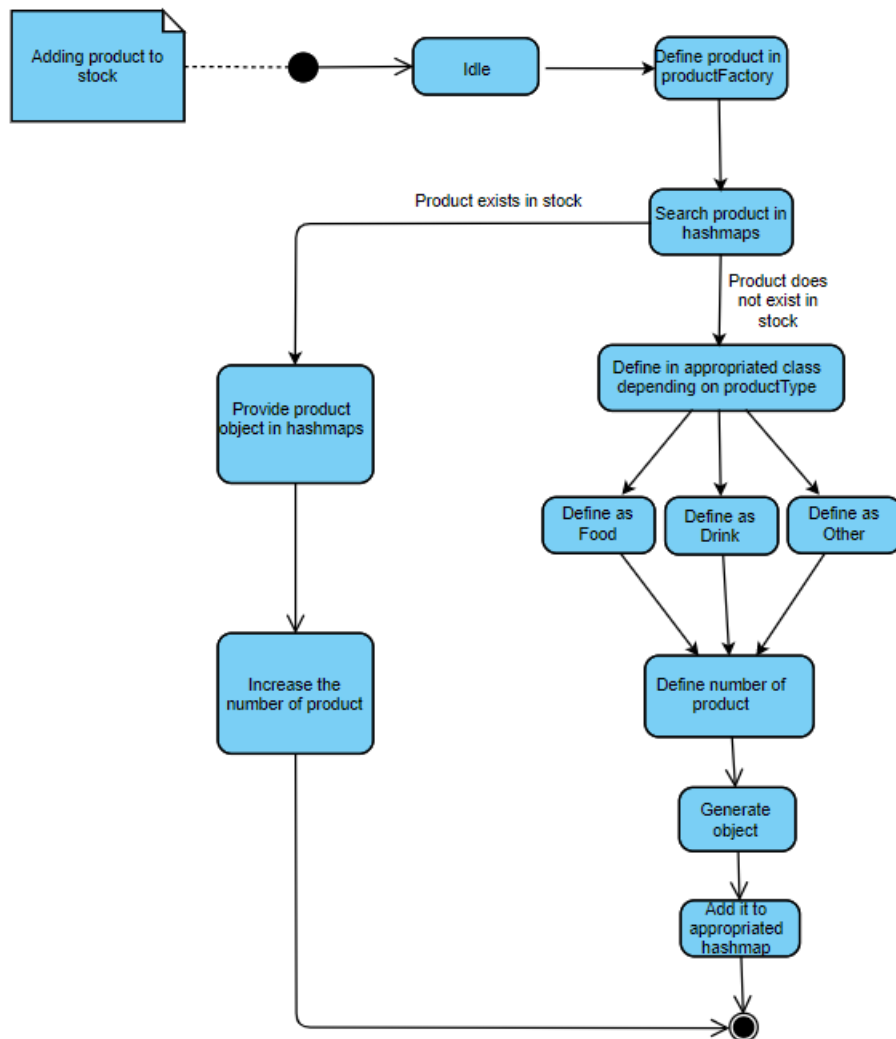 Adding product to
stock
Idle
Define product in
productFactory
Product exists in stock
Search product in
hashmaps
Product does
not exist in
stock
Define in appropriated class
depending on productType
Provide product
object in hashmaps
Define as
Food
Define as
Drink
Define as
Other
Increase the
number of product
Define number of
product
Generate
object
Add it to
appropriated
hashmap